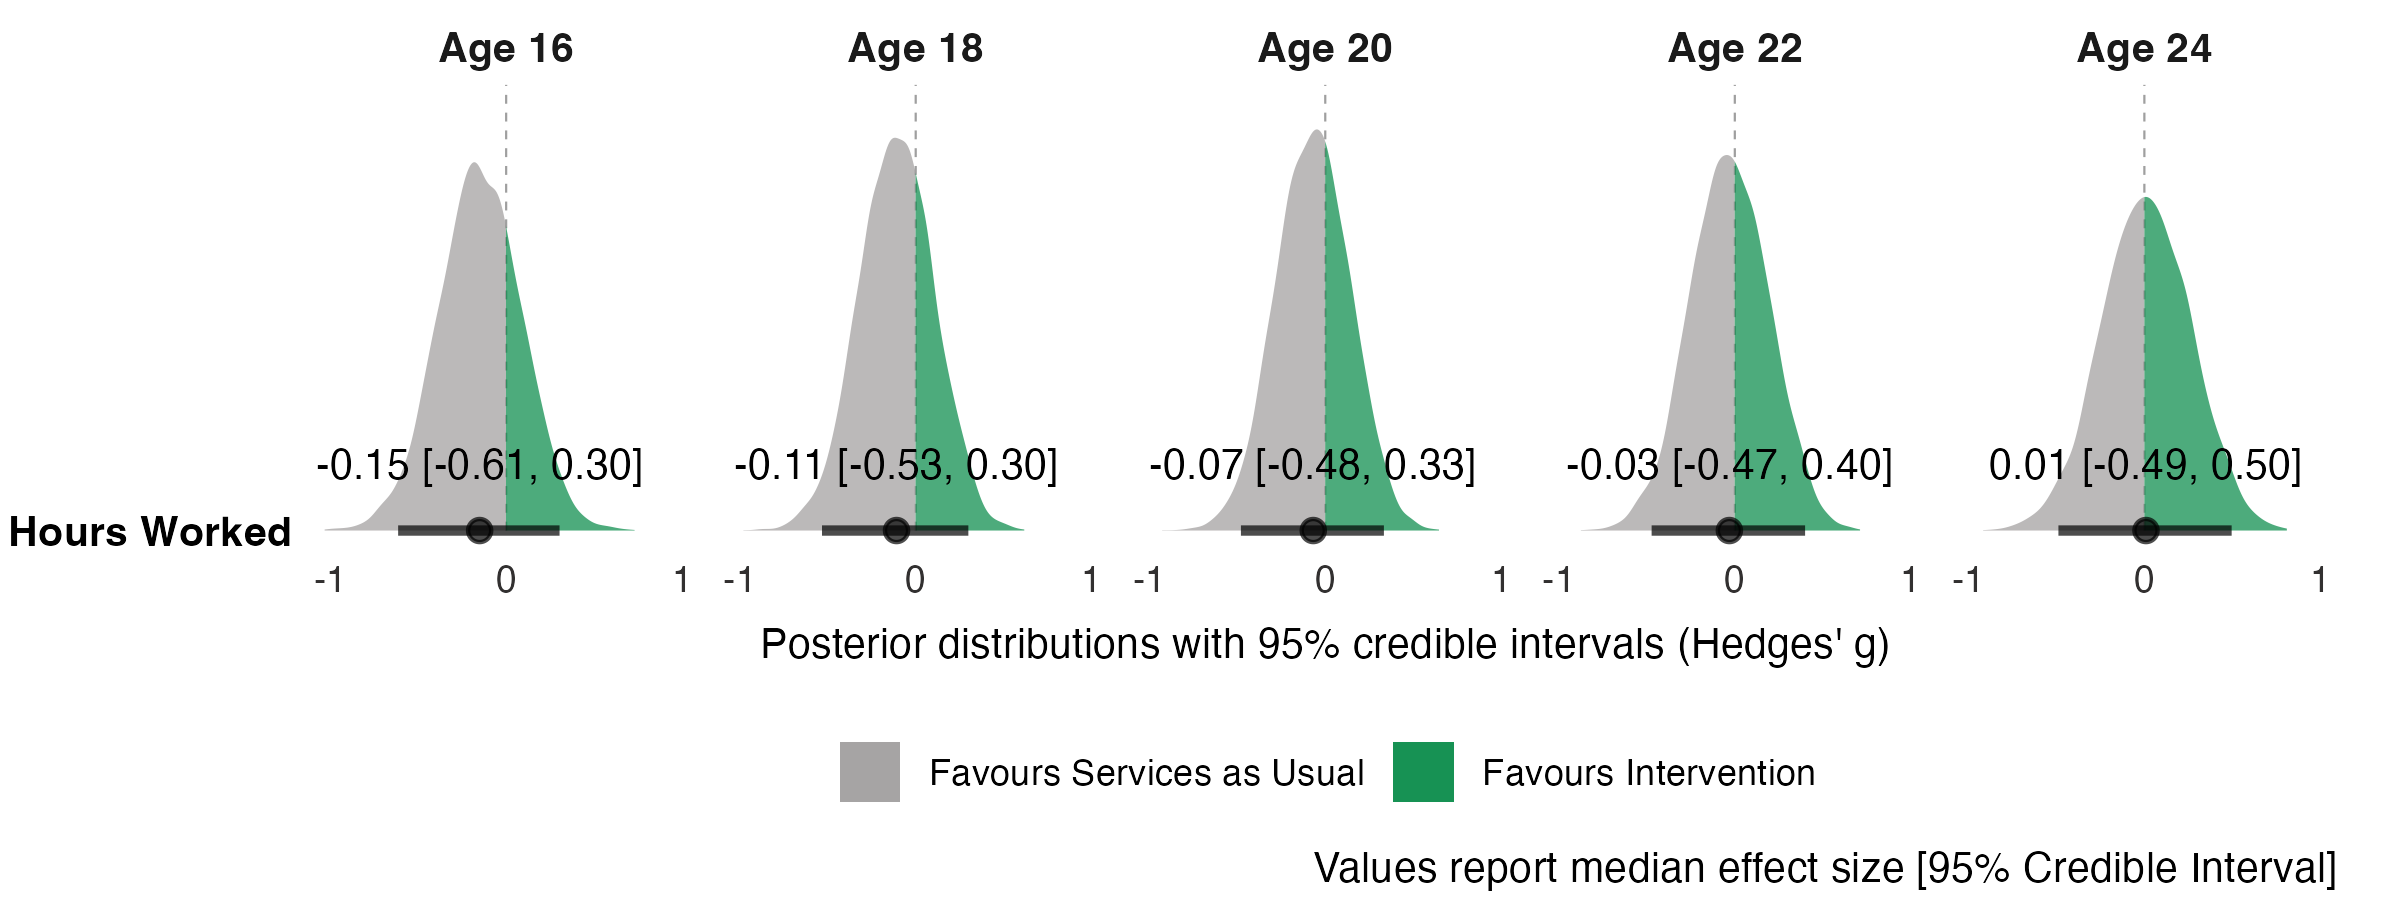 Age 16 Age 18 Age 20 Age 22 Age 24
-0.15 [-0.61, 0.30] -0.11 [-0.53, 0.30] -0.07 [-0.48, 0.33] -0.03 [-0.47, 0.40] 0.01 [-0.49, 0.50]
Hours Worked
-1 0 1 -1 0 1 -1 0 1 -1 0 1 -1 0 1
Posterior distributions with 95% credible intervals (Hedges' g)
Favours Services as Usual Favours Intervention
Values report median effect size [95% Credible Interval]